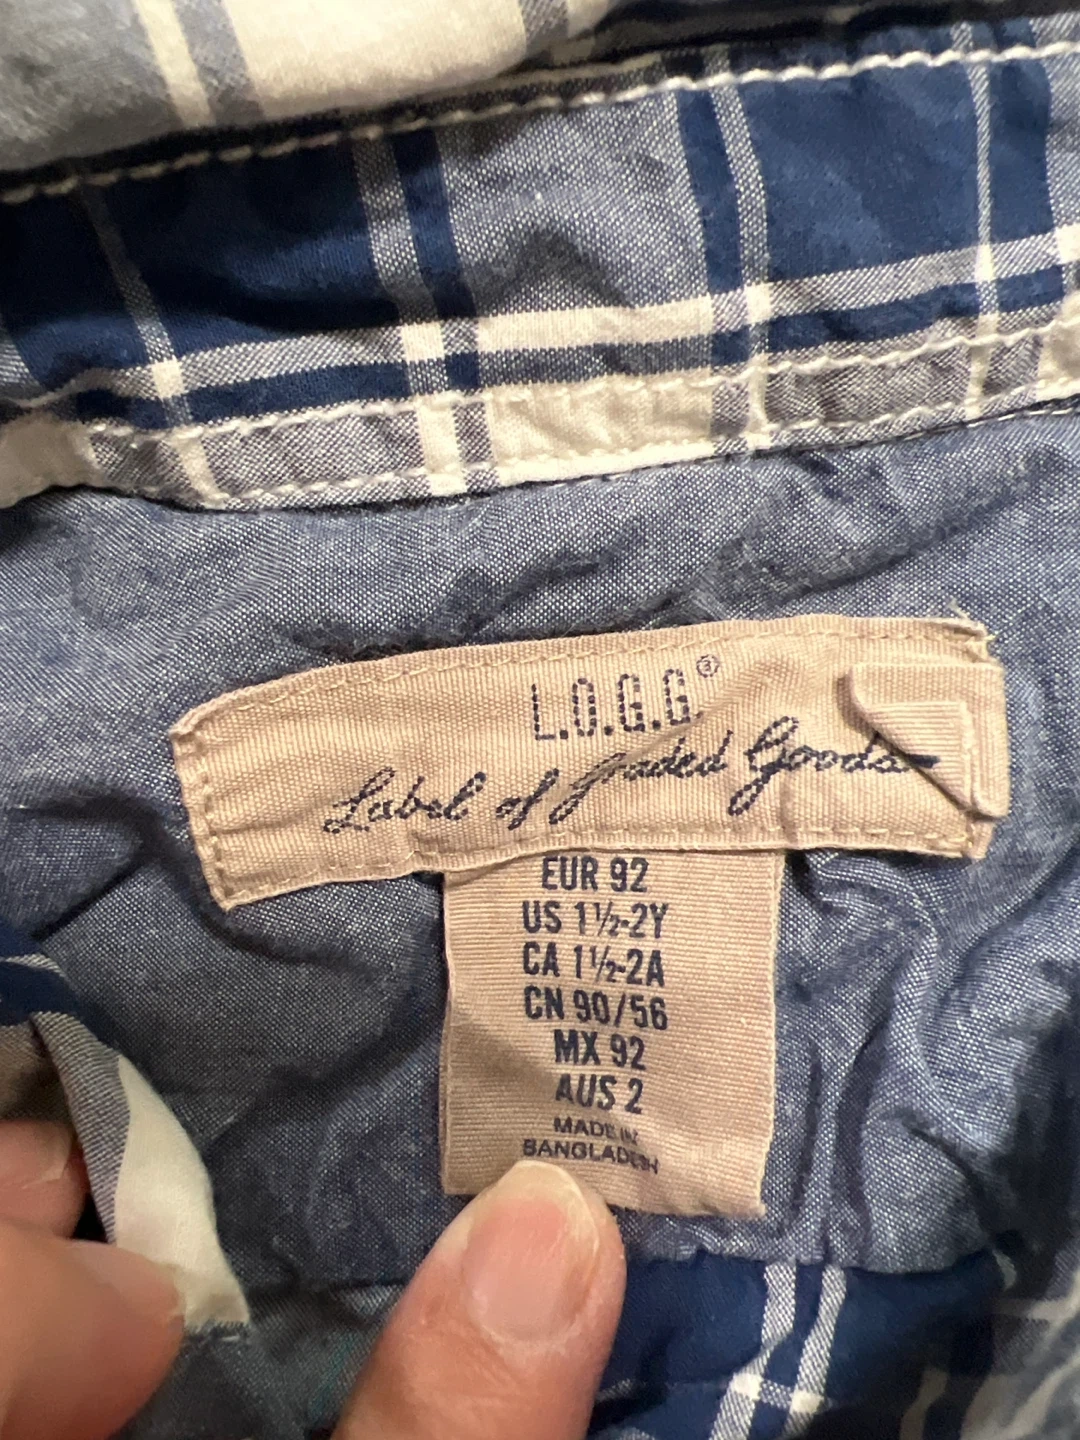 L.O.G.G.®
Label of Graded Goods
EUR 92
US 1½-2Y
CA 1½-2A
CN 90/56
MX 92
AUS 2
MADE IN
BANGLADESH